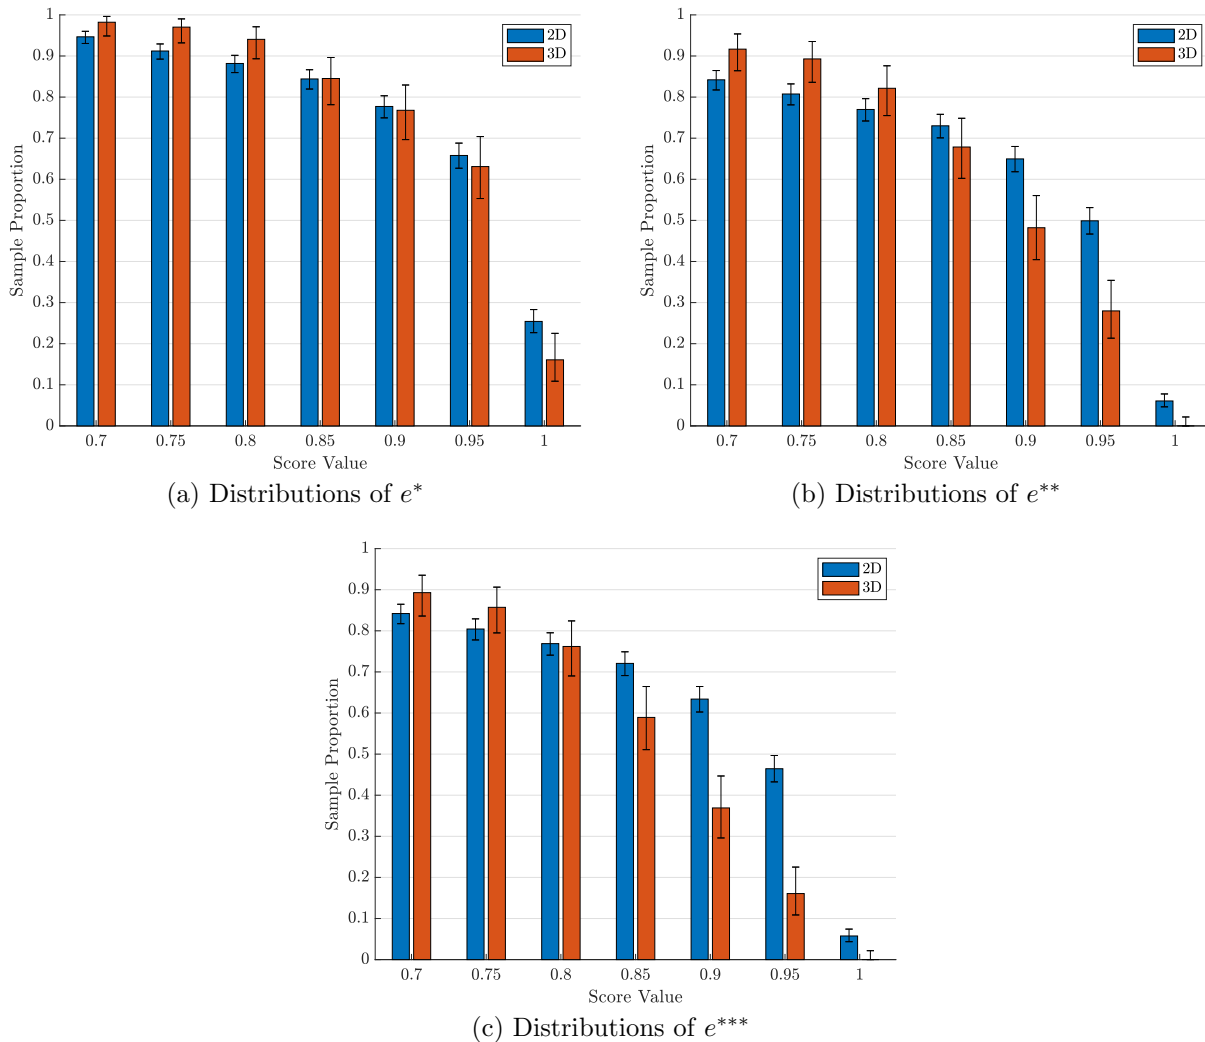 1
0.9
0.8
0.7
0.6
0.5
0.4
0.3
0.2
0.1
0
Sample Proportion
2D
3D
0.7 0.75 0.8 0.85 0.9 0.95 1
Score Value
(a) Distributions of e*
1
0.9
0.8
0.7
0.6
0.5
0.4
0.3
0.2
0.1
0
Sample Proportion
2D
3D
0.7 0.75 0.8 0.85 0.9 0.95 1
Score Value
(b) Distributions of e**
1
0.9
0.8
0.7
0.6
0.5
0.4
0.3
0.2
0.1
0
Sample Proportion
2D
3D
0.7 0.75 0.8 0.85 0.9 0.95 1
Score Value
(c) Distributions of e***